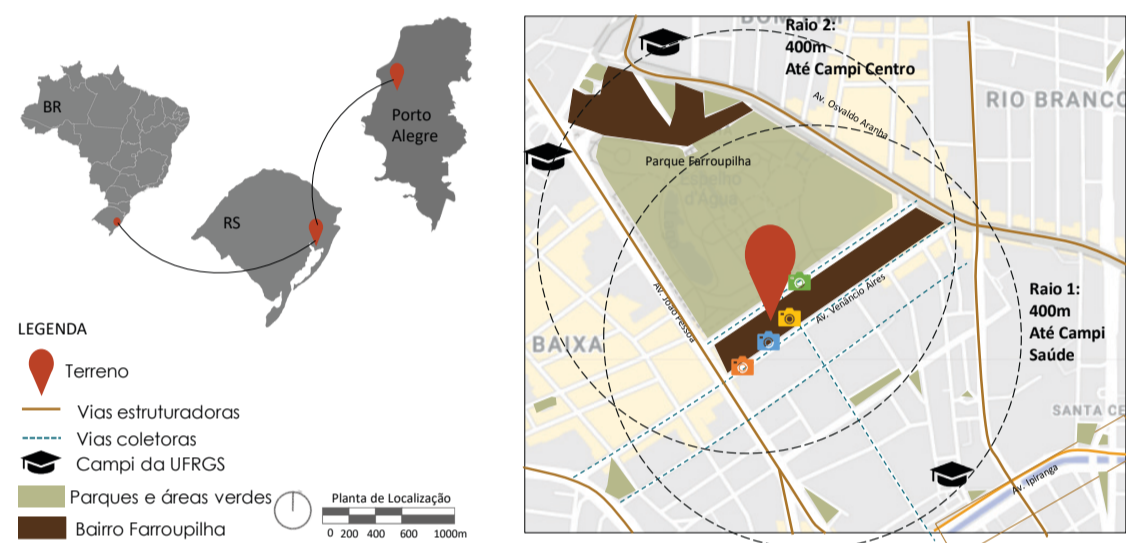 BR
RS
Porto
Alegre
LEGENDA
Terreno
Vias estruturadoras
Vias coletoras
Campi da UFRGS
Parques e áreas verdes
Bairro Farroupilha
Planta de Localização
0 200 400 600 1000m
Raio 2:
400m
Até Campi Centro
Av. Osvaldo Aranha
RIO BRANCO
Parque Farroupilha
Espelho
d'Água
Av. João Pessoa
Av. Venâncio Aires
BAIXA
Raio 1:
400m
Até Campi
Saúde
SANTA CE
Av. Ipiranga